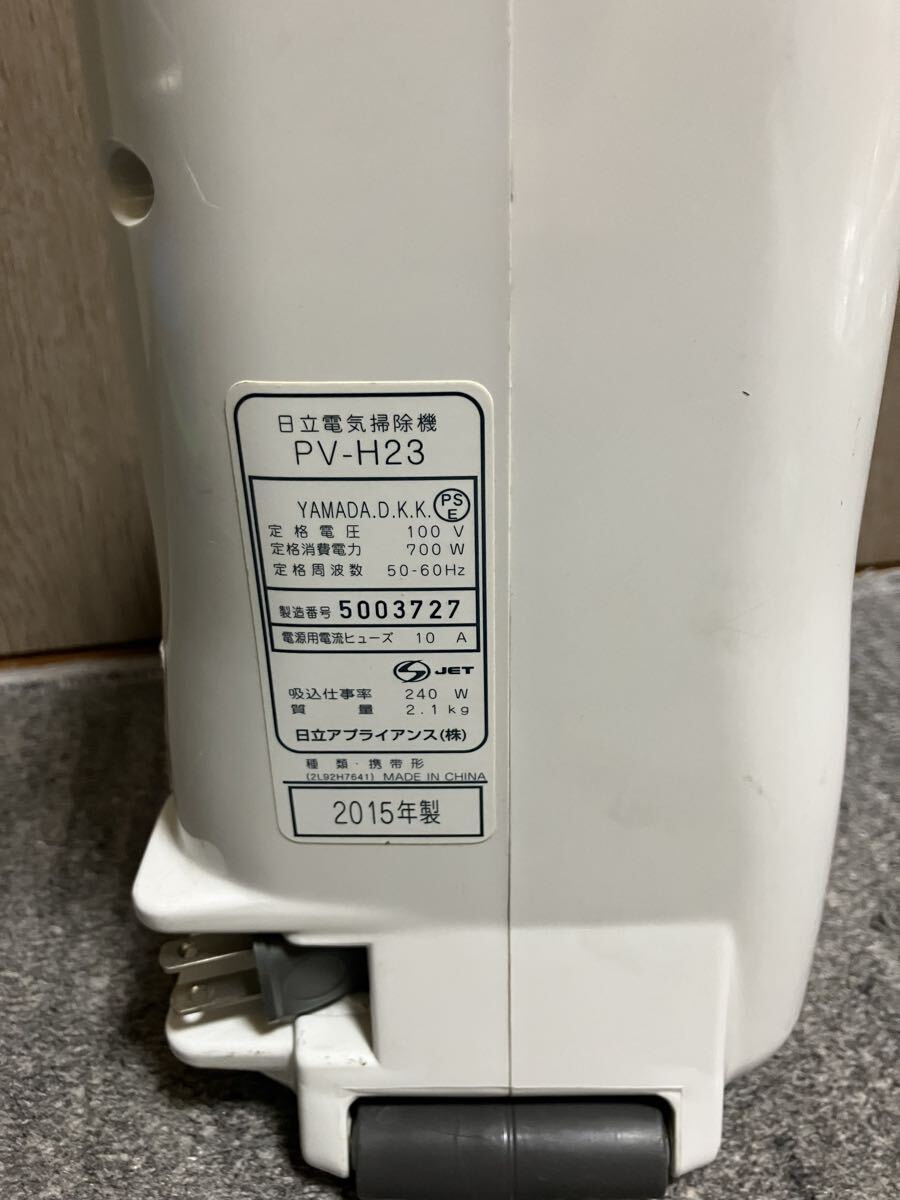 日立電気掃除機
PV-H23
YAMADA.D.K.K. PSE
定格電圧 100 V
定格消費電力 700 W
定格周波数 50-60Hz
製造番号 5003727
電源用電流ヒューズ 10 A
JET
吸込仕事率 240 W
質量 2.1kg
日立アプライアンス(株)
種類・携帯形
(2L92H7641) MADE IN CHINA
2015年製